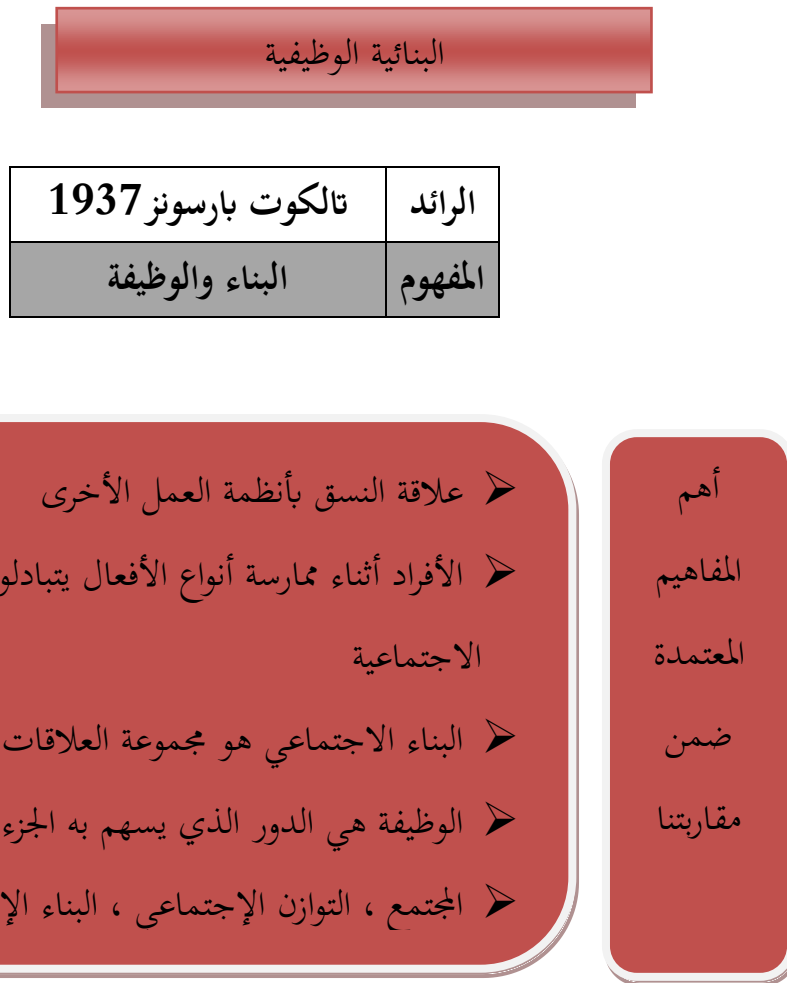 البنائية الوظيفية
الرائد تالكوت بارسونز 1937
المفهوم البناء والوظيفة
أهم
المفاهيم
المعتمدة
ضمن
مقاربتنا
علاقة النسق بأنظمة العمل الأخرى
الأفراد أثناء ممارسة أنواع الأفعال يتبادلو
الاجتماعية
البناء الاجتماعي هو مجموعة العلاقات
الوظيفة هي الدور الذي يسهم به الجزء
المجتمع ، التوازن الإجتماعي ، البناء الإ